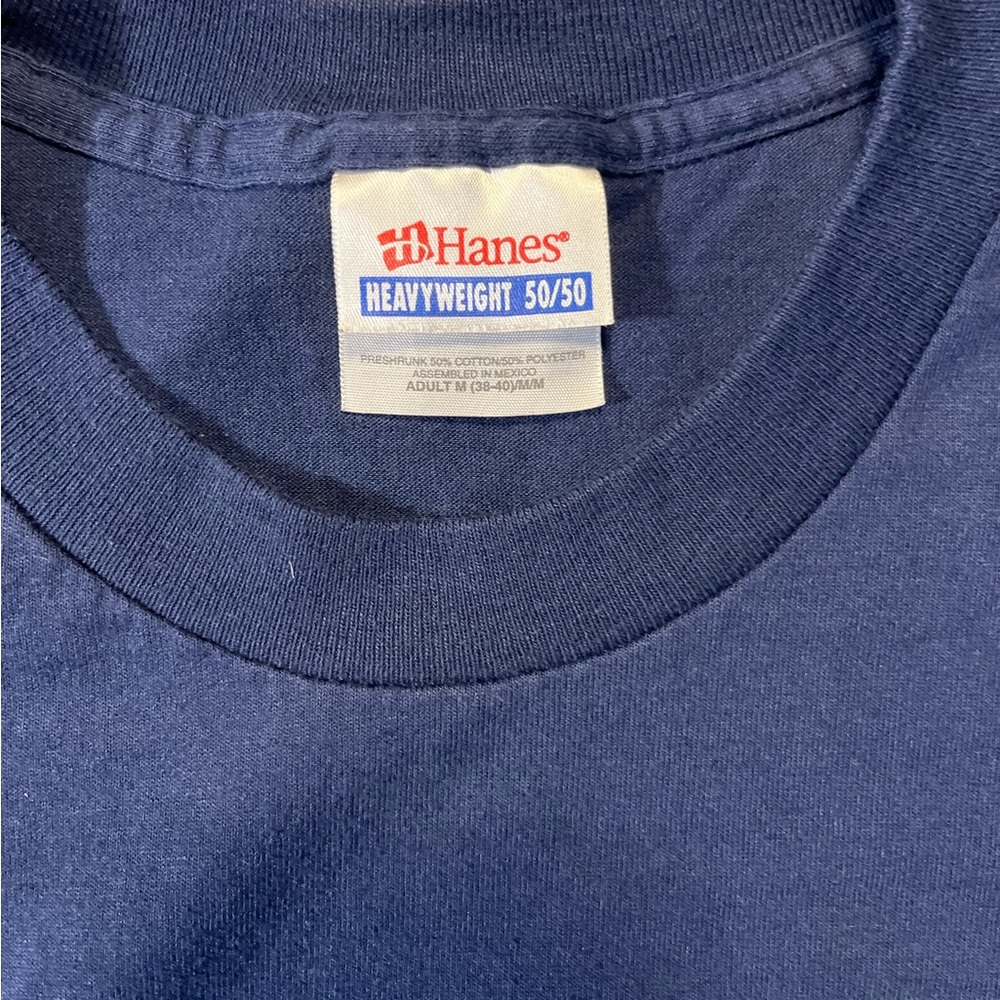 Hanes®
HEAVYWEIGHT 50/50
PRESHRUNK 50% COTTON/50% POLYESTER
ASSEMBLED IN MEXICO
ADULT M (38-40)/M/M